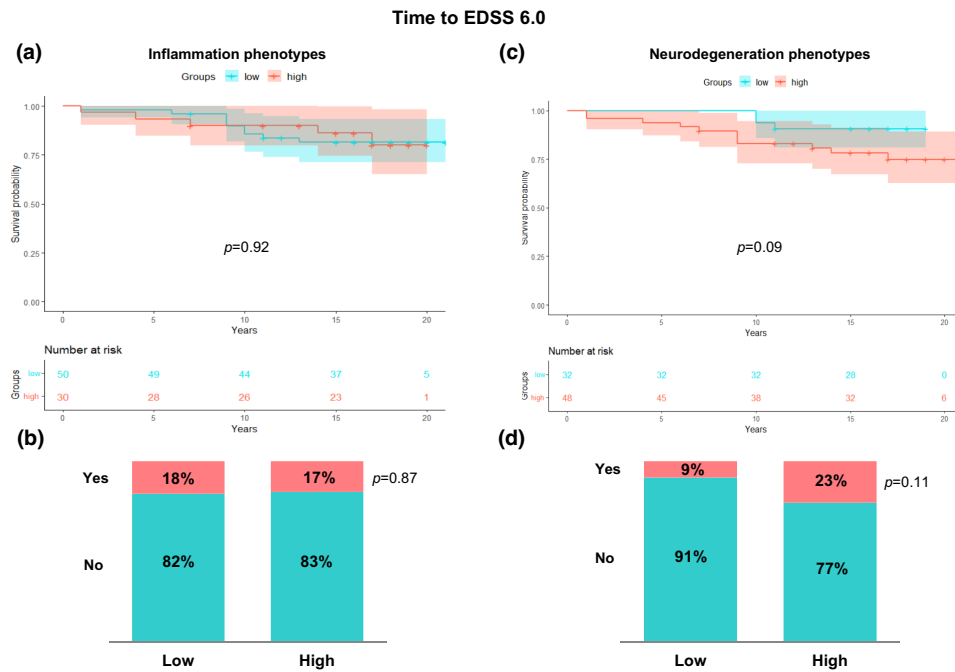 Time to EDSS 6.0
(a)
Inflammation phenotypes
Groups low high
1.00
0.75
0.50
0.25
0.00
Survival probability
p=0.92
0 5 10 15 20
Years
Number at risk
Groups
low 50 49 44 37 5
high 30 28 26 23 1
0 5 10 15 20
Years
(c)
Neurodegeneration phenotypes
Groups low high
1.00
0.75
0.50
0.25
0.00
Survival probability
p=0.09
0 5 10 15 20
Years
Number at risk
Groups
low 32 32 32 28 0
high 48 45 38 32 6
0 5 10 15 20
Years
(b)
Yes 18% 17% p=0.87
No 82% 83%
Low High
(d)
Yes 9% 23% p=0.11
No 91% 77%
Low High